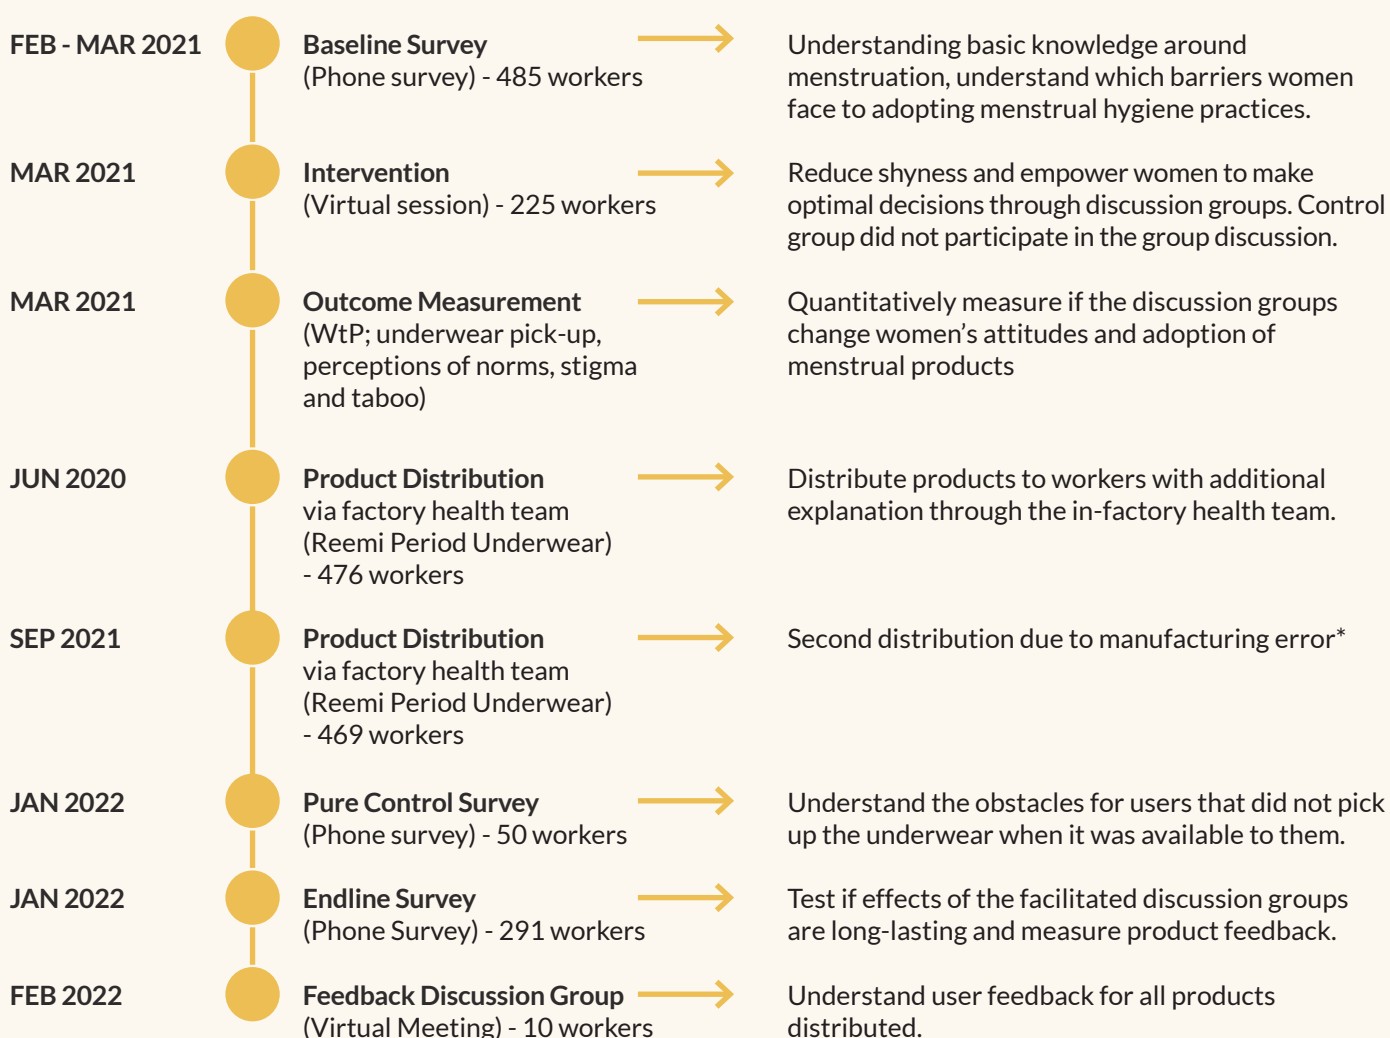 FEB - MAR 2021
Baseline Survey
(Phone survey) - 485 workers
Understanding basic knowledge around
menstruation, understand which barriers women
face to adopting menstrual hygiene practices.
MAR 2021
Intervention
(Virtual session) - 225 workers
Reduce shyness and empower women to make
optimal decisions through discussion groups. Control
group did not participate in the group discussion.
MAR 2021
Outcome Measurement
(WtP; underwear pick-up,
perceptions of norms, stigma
and taboo)
Quantitatively measure if the discussion groups
change women’s attitudes and adoption of
menstrual products
JUN 2020
Product Distribution
via factory health team
(Reemi Period Underwear)
- 476 workers
Distribute products to workers with additional
explanation through the in-factory health team.
SEP 2021
Product Distribution
via factory health team
(Reemi Period Underwear)
- 469 workers
Second distribution due to manufacturing error*
JAN 2022
Pure Control Survey
(Phone survey) - 50 workers
Understand the obstacles for users that did not pick
up the underwear when it was available to them.
JAN 2022
Endline Survey
(Phone Survey) - 291 workers
Test if effects of the facilitated discussion groups
are long-lasting and measure product feedback.
FEB 2022
Feedback Discussion Group
(Virtual Meeting) - 10 workers
Understand user feedback for all products
distributed.